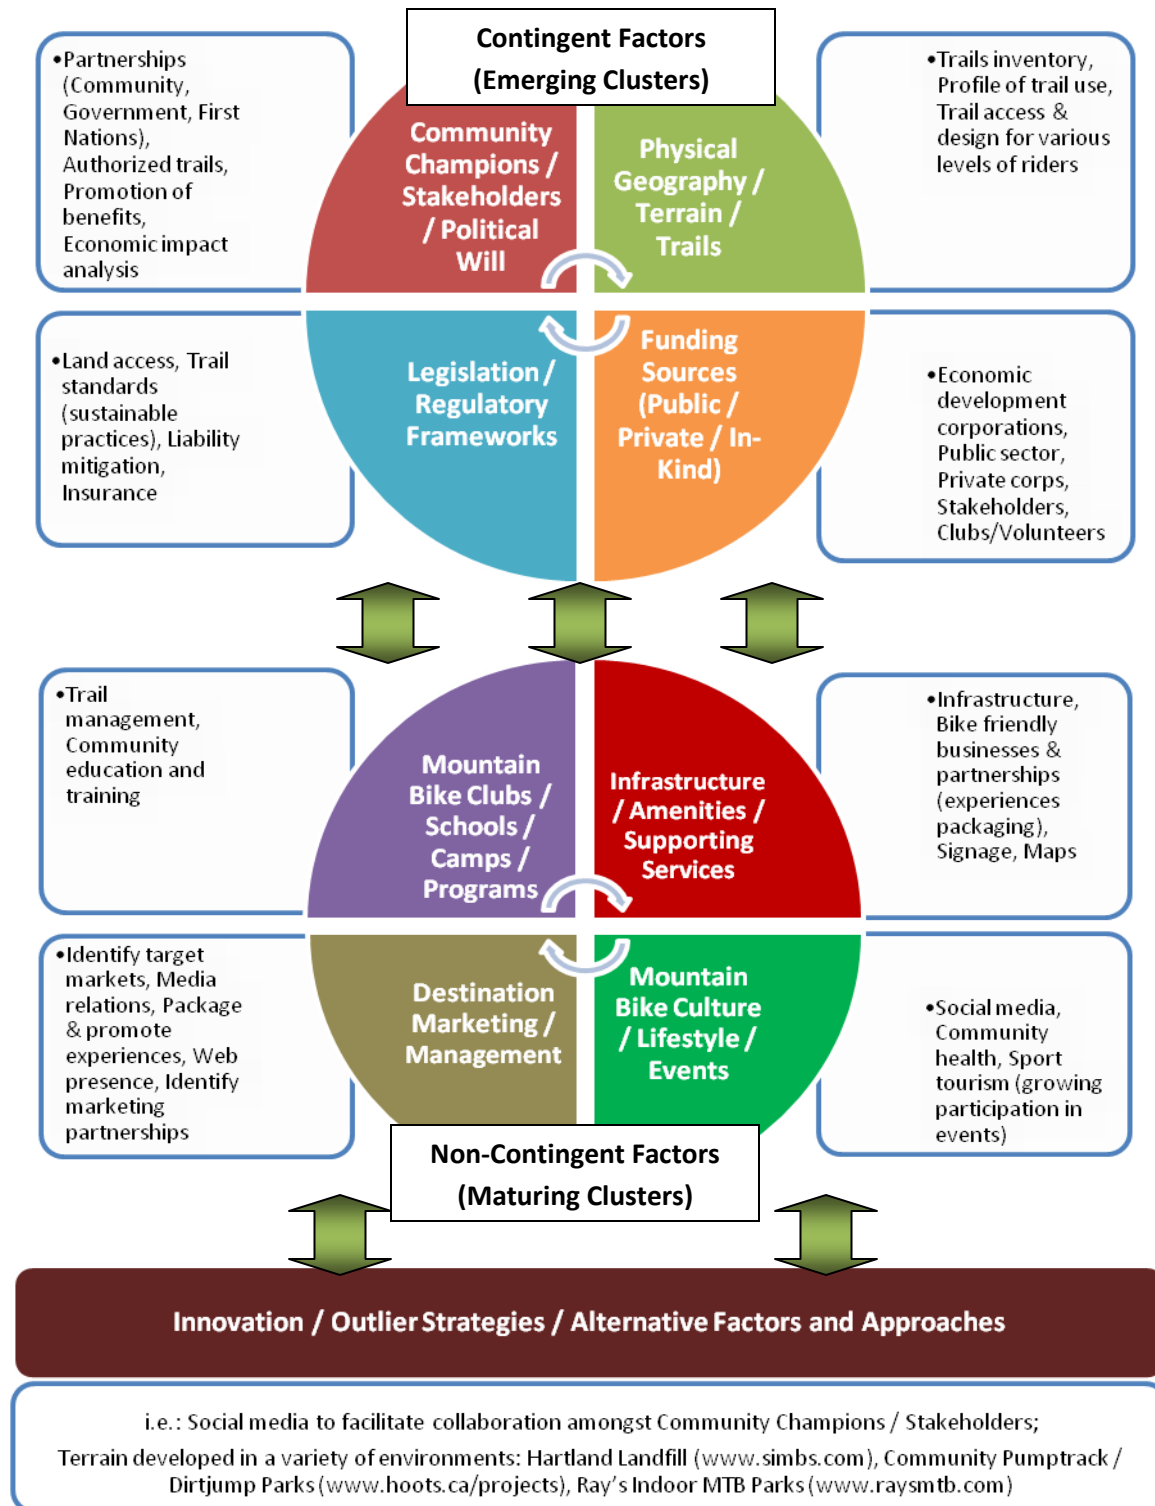 Contingent Factors
(Emerging Clusters)
•Partnerships
(Community,
Government, First
Nations),
Authorized trails,
Promotion of
benefits,
Economic impact
analysis
Community
Champions /
Stakeholders
/ Political
Will
Physical
Geography /
Terrain /
Trails
•Trails inventory,
Profile of trail use,
Trail access &
design for various
levels of riders
•Land access, Trail
standards
(sustainable
practices), Liability
mitigation,
Insurance
Legislation /
Regulatory
Frameworks
Funding
Sources
(Public /
Private / In-
Kind)
•Economic
development
corporations,
Public sector,
Private corps,
Stakeholders,
Clubs/Volunteers
•Trail
management,
Community
education and
training
Mountain
Bike Clubs /
Schools /
Camps /
Programs
Infrastructure
/ Amenities /
Supporting
Services
•Infrastructure,
Bike friendly
businesses &
partnerships
(experiences
packaging),
Signage, Maps
•Identify target
markets, Media
relations, Package
& promote
experiences, Web
presence, Identify
marketing
partnerships
Destination
Marketing /
Management
Mountain
Bike Culture
/ Lifestyle /
Events
•Social media,
Community
health, Sport
tourism (growing
participation in
events)
Non-Contingent Factors
(Maturing Clusters)
Innovation / Outlier Strategies / Alternative Factors and Approaches
i.e.: Social media to facilitate collaboration amongst Community Champions / Stakeholders;
Terrain developed in a variety of environments: Hartland Landfill (www.simbs.com), Community Pumptrack /
Dirtjump Parks (www.hoots.ca/projects), Ray's Indoor MTB Parks (www.raysmtb.com)